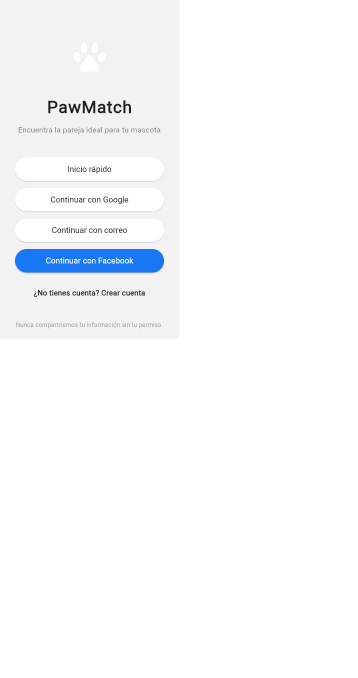 PawMatch
Encuentra la pareja ideal para tu mascota
Inicio rápido
Continuar con Google
Continuar con correo
Continuar con Facebook
¿No tienes cuenta? Crear cuenta
Nunca compartiremos tu información sin tu permiso.